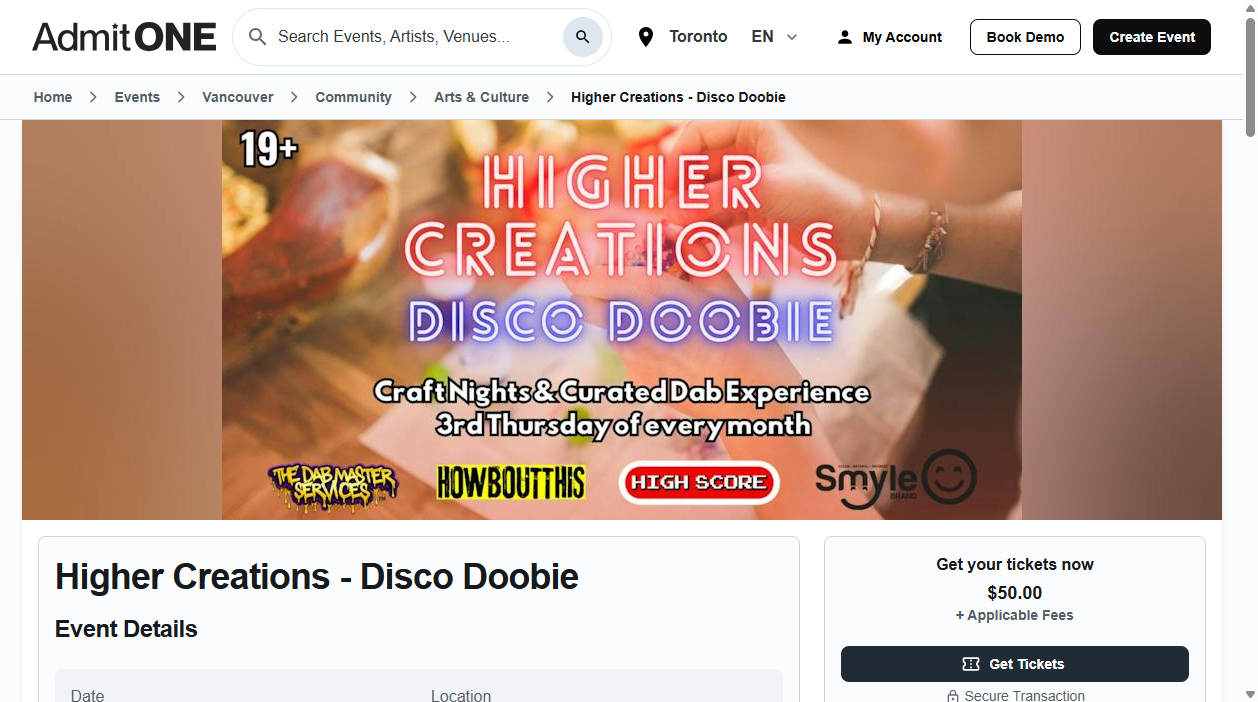 AdmitONE
Search Events, Artists, Venues...
Toronto
EN
My Account
Book Demo
Create Event
Home
Events
Vancouver
Community
Arts & Culture
Higher Creations - Disco Doobie
19+
HIGHER
CREATIONS
DISCO DOOBIE
Craft Nights & Curated Dab Experience
3rd Thursday of every month
THE DAB MASTER
SERVICES
HOWBOUTTHIS
HIGH SCORE
Smyle
BRAND
Higher Creations - Disco Doobie
Event Details
Date
Location
Get your tickets now
$50.00
+ Applicable Fees
Get Tickets
Secure Transaction